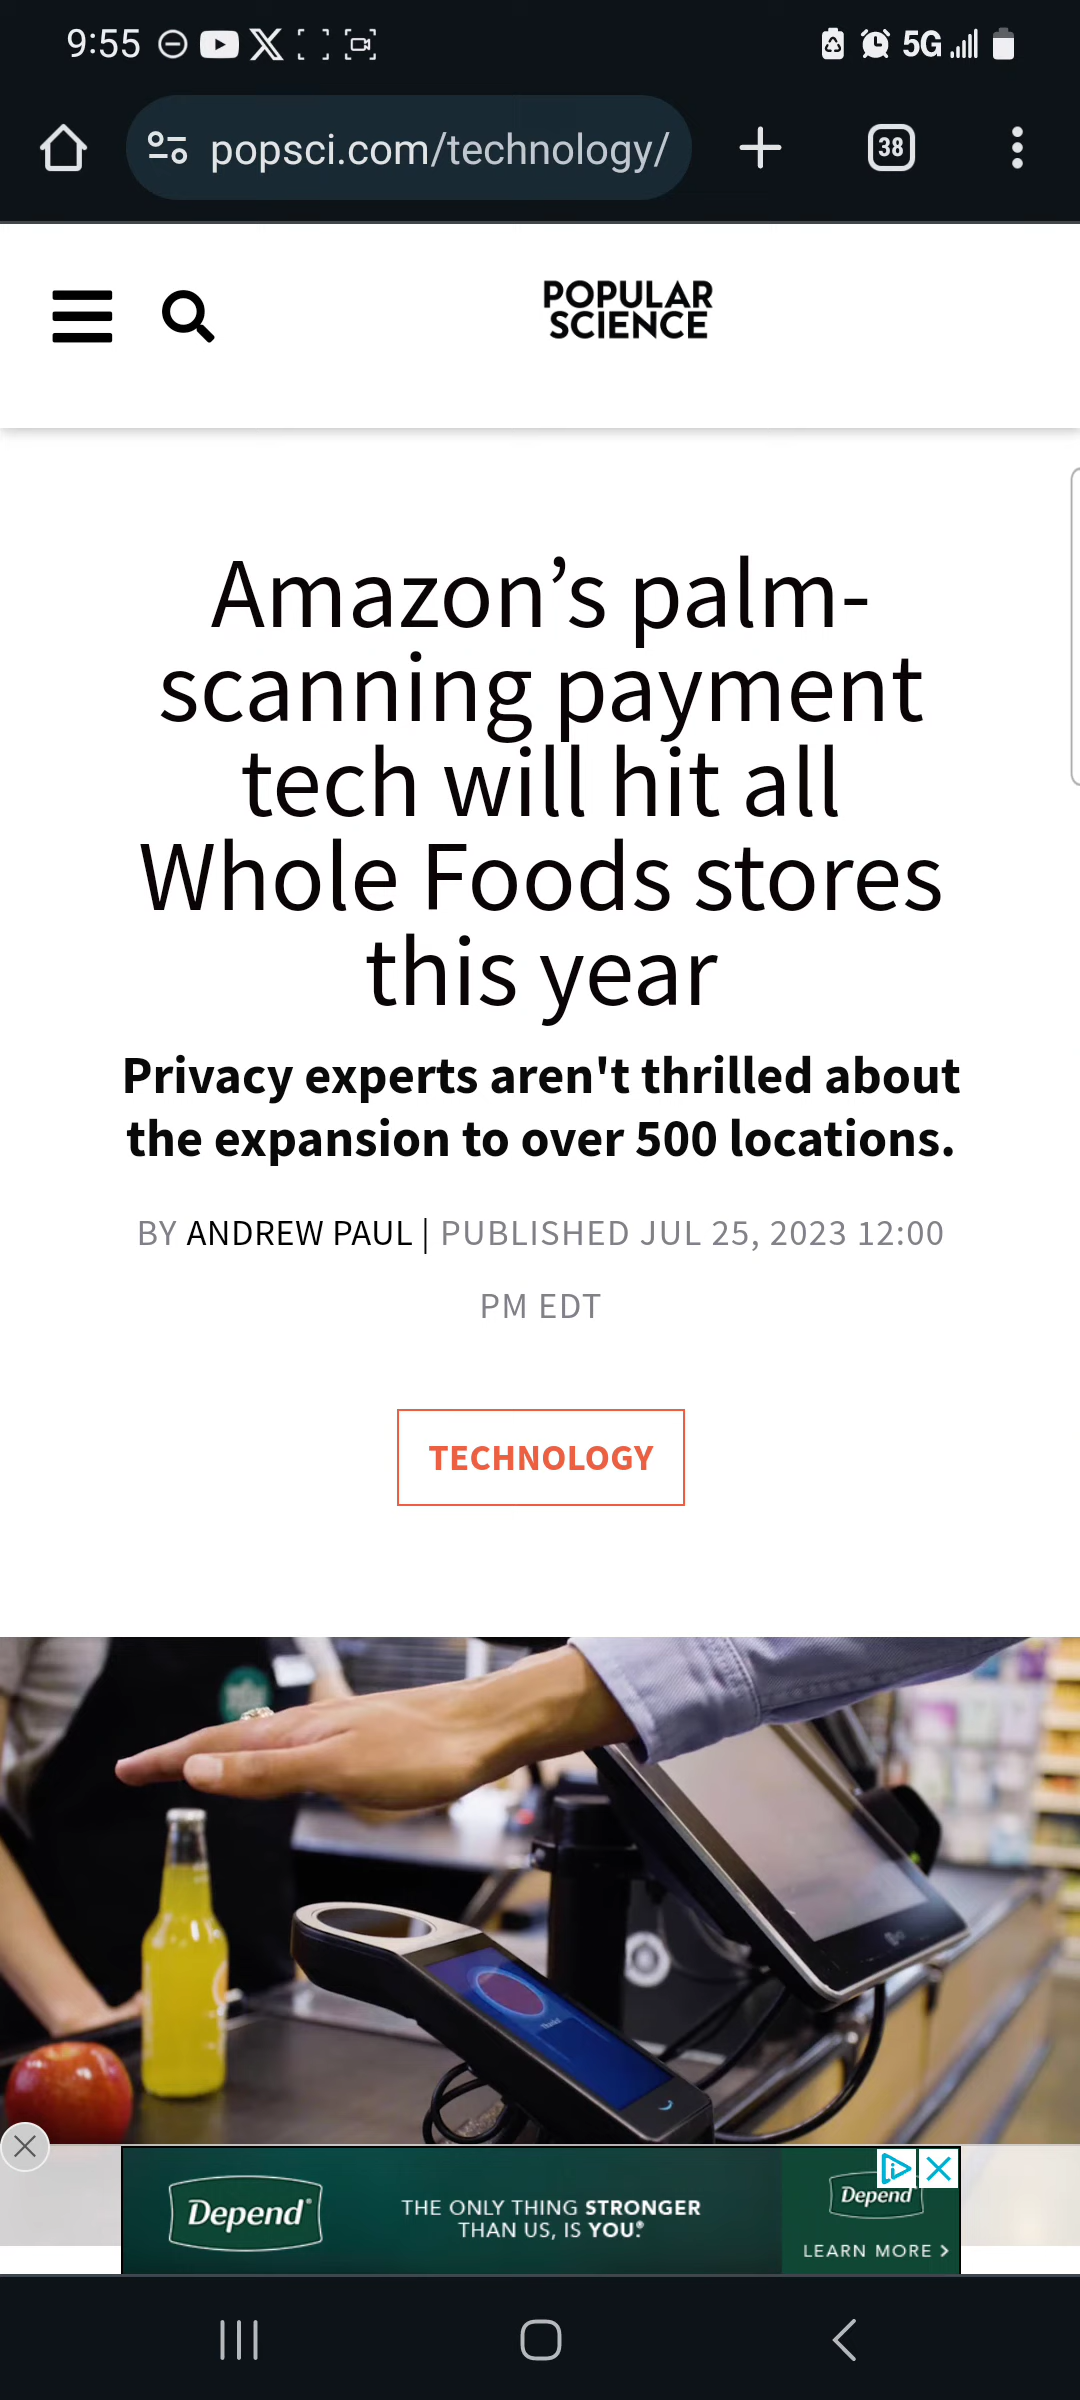 9:55
5G
popsci.com/technology/
38
POPULAR
SCIENCE
Amazon’s palm-
scanning payment
tech will hit all
Whole Foods stores
this year
Privacy experts aren't thrilled about
the expansion to over 500 locations.
BY ANDREW PAUL | PUBLISHED JUL 25, 2023 12:00
PM EDT
TECHNOLOGY
Depend®
THE ONLY THING STRONGER
THAN US, IS YOU.®
Depend
LEARN MORE >